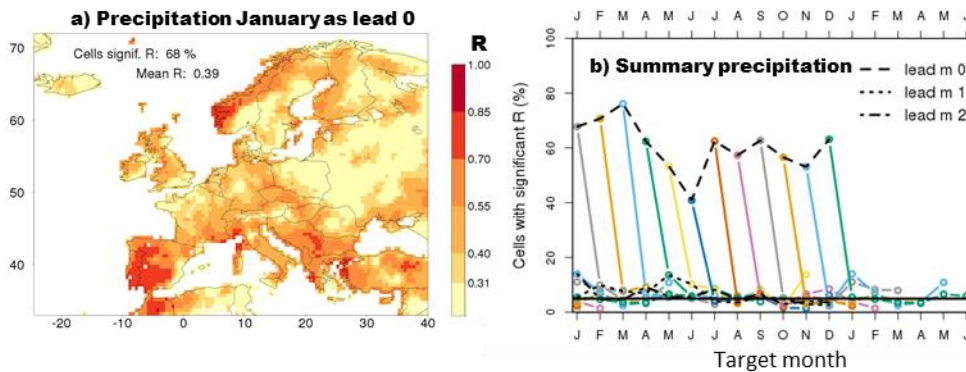 a) Precipitation January as lead 0
Cells signif. R: 68 %
Mean R: 0.39
70
60
50
40
-20 -10 0 10 20 30 40
R
1.00
0.85
0.70
0.55
0.40
0.31
J F M A M J J A S O N D J F M A M J
b) Summary precipitation
lead m 0
lead m 1
lead m 2
Cells with significant R (%)
100
80
60
40
20
0
J F M A M J J A S O N D J F M A M J
Target month